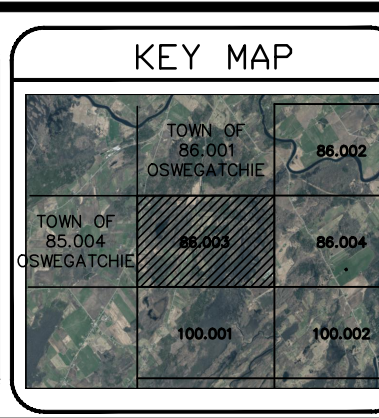 KEY MAP
TOWN OF
86.001
OSWEGATCHIE
86.002
TOWN OF
85.004
OSWEGATCHIE
86.003
86.004
100.001
100.002